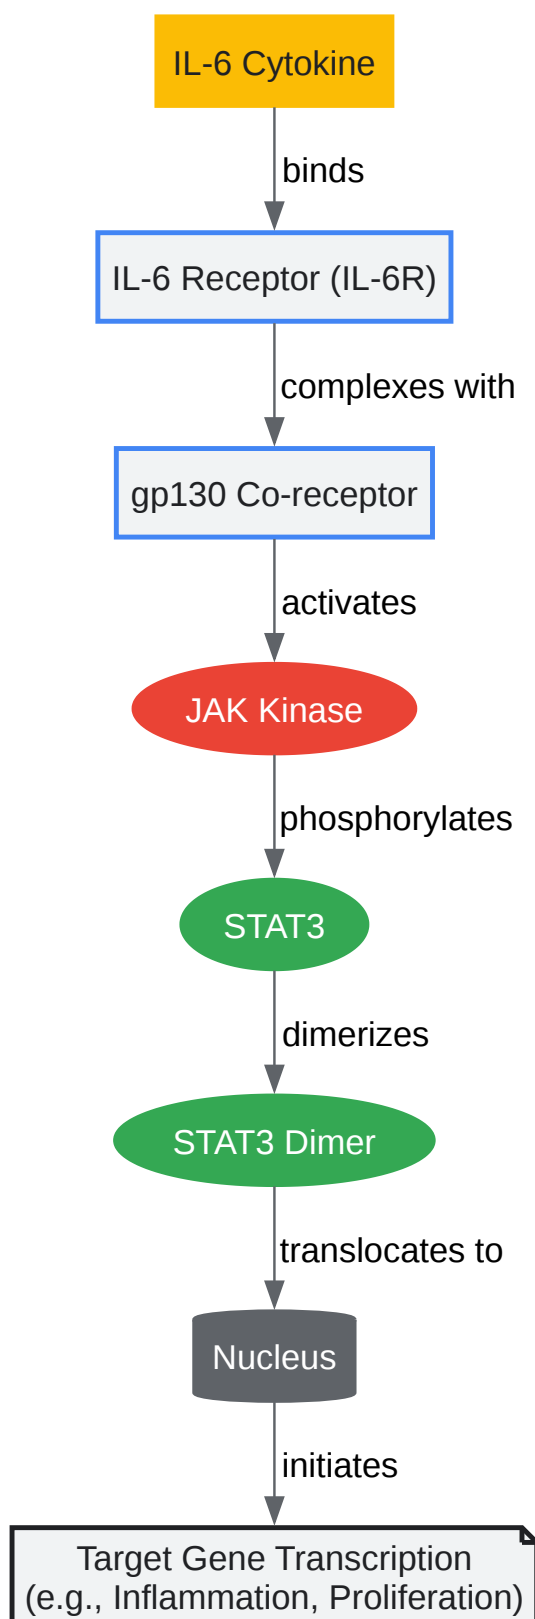 IL-6 Cytokine
binds
IL-6 Receptor (IL-6R)
complexes with
gp130 Co-receptor
activates
JAK Kinase
phosphorylates
STAT3
dimerizes
STAT3 Dimer
translocates to
Nucleus
initiates
Target Gene Transcription
(e.g., Inflammation, Proliferation)